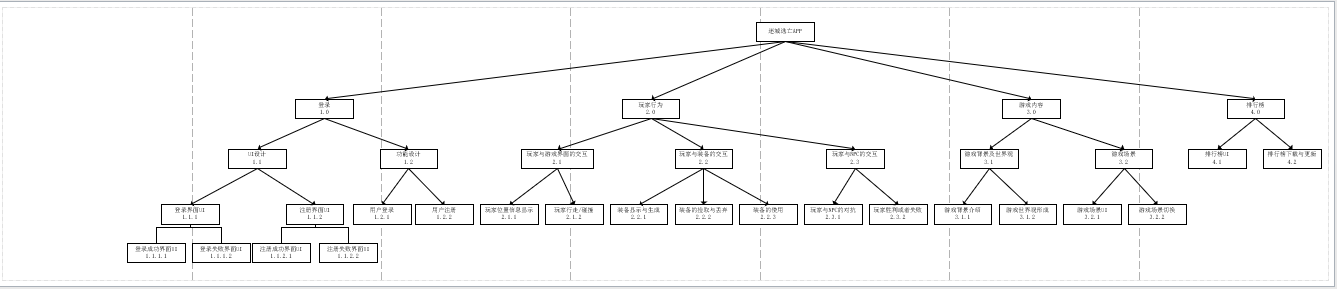 逃亡APP
登录
1.0
玩家行为
2.0
游戏内容
3.0
排行榜
4.0
UI设计
1.1
功能设计
1.2
玩家与游戏界面的交互
2.1
玩家与装备的交互
2.2
玩家与NPC的交互
2.3
游戏背景及世界观
3.1
游戏场景
3.2
排行榜UI
4.1
排行榜下载与更新
4.2
登录界面UI
1.1.1
注册界面UI
1.1.2
用户登录
1.2.1
用户注册
1.2.2
玩家位置信息显示
2.1.1
玩家行走/碰撞
2.1.2
装备显示与生成
2.2.1
装备的捡取与丢弃
2.2.2
装备的使用
2.2.3
玩家与NPC的对抗
2.3.1
玩家胜利或者失败
2.3.2
游戏背景介绍
3.1.1
游戏世界观形成
3.1.2
游戏场景UI
3.2.1
游戏场景切换
3.2.2
登录成功界面UI
1.1.1.1
登录失败界面UI
1.1.1.2
注册成功界面UI
1.1.2.1
注册失败界面UI
1.1.2.2